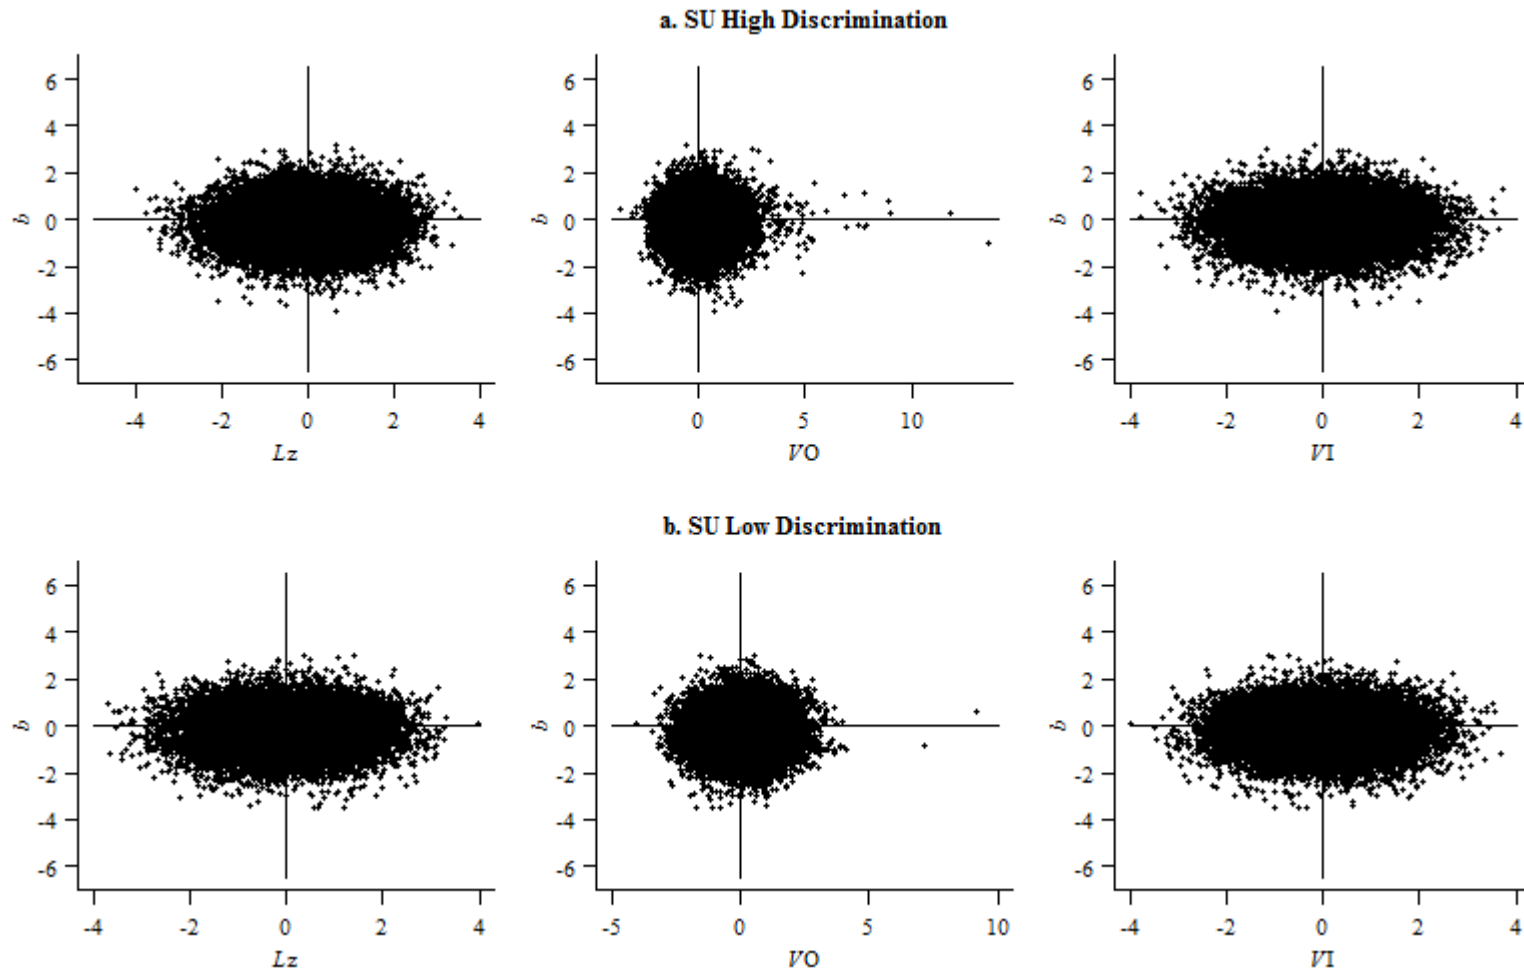 a. SU High Discrimination
6 6 6
4 4 4
2 2 2
b 0 b 0 b 0
-2 -2 -2
-4 -4 -4
-6 -6 -6
-4 -2 0 2 4 0 5 10 -4 -2 0 2 4
Lz VO VI
b. SU Low Discrimination
6 6 6
4 4 4
2 2 2
b 0 b 0 b 0
-2 -2 -2
-4 -4 -4
-6 -6 -6
-4 -2 0 2 4 -5 0 5 10 -4 -2 0 2 4
Lz VO VI